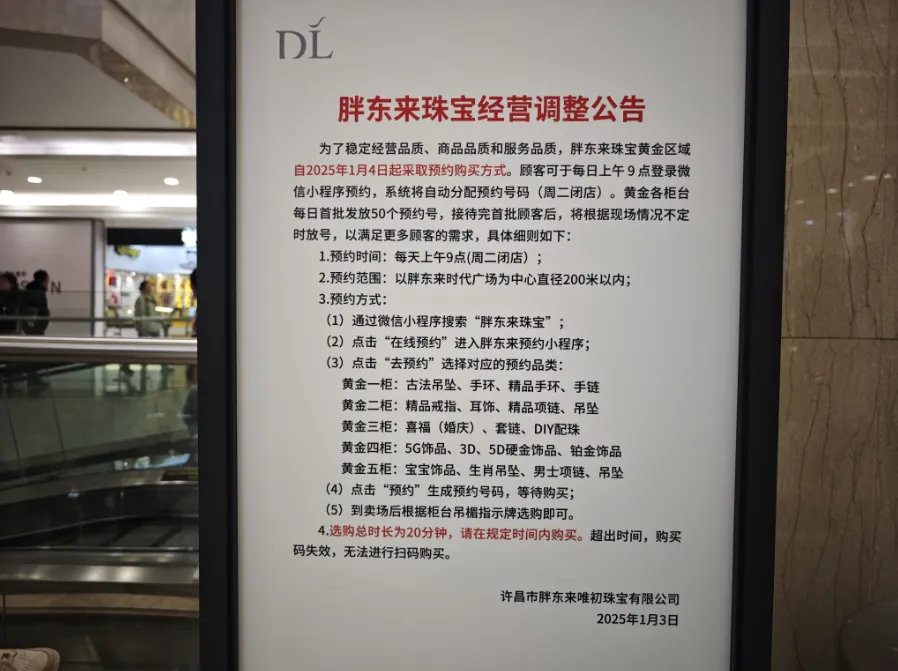 DL
胖东来珠宝经营调整公告
为了稳定经营品质、商品品质和服务品质，胖东来珠宝黄金区域
自2025年1月4日起采取预约购买方式。顾客可于每日上午9点登录微
信小程序预约，系统将自动分配预约号码（周二闭店）。黄金各柜台
每日首批发放50个预约号，接待完首批顾客后，将根据现场情况不定
时放号，以满足更多顾客的需求，具体细则如下：
1.预约时间：每天上午9点(周二闭店）；
2.预约范围：以胖东来时代广场为中心直径200米以内；
3.预约方式：
（1）通过微信小程序搜索“胖东来珠宝”；
（2）点击“在线预约”进入胖东来预约小程序；
（3）点击“去预约”选择对应的预约品类：
黄金一柜：古法吊坠、手环、精品手环、手链
黄金二柜：精品戒指、耳饰、精品项链、吊坠
黄金三柜：喜福（婚庆）、套链、DIY配珠
黄金四柜：5G饰品、3D、5D硬金饰品、铂金饰品
黄金五柜：宝宝饰品、生肖吊坠、男士项链、吊坠
（4）点击“预约”生成预约号码，等待购买；
（5）到卖场后根据柜台吊楣指示牌选购即可。
4.选购总时长为20分钟，请在规定时间内购买。超出时间，购买
码失效，无法进行扫码购买。
许昌市胖东来唯初珠宝有限公司
2025年1月3日